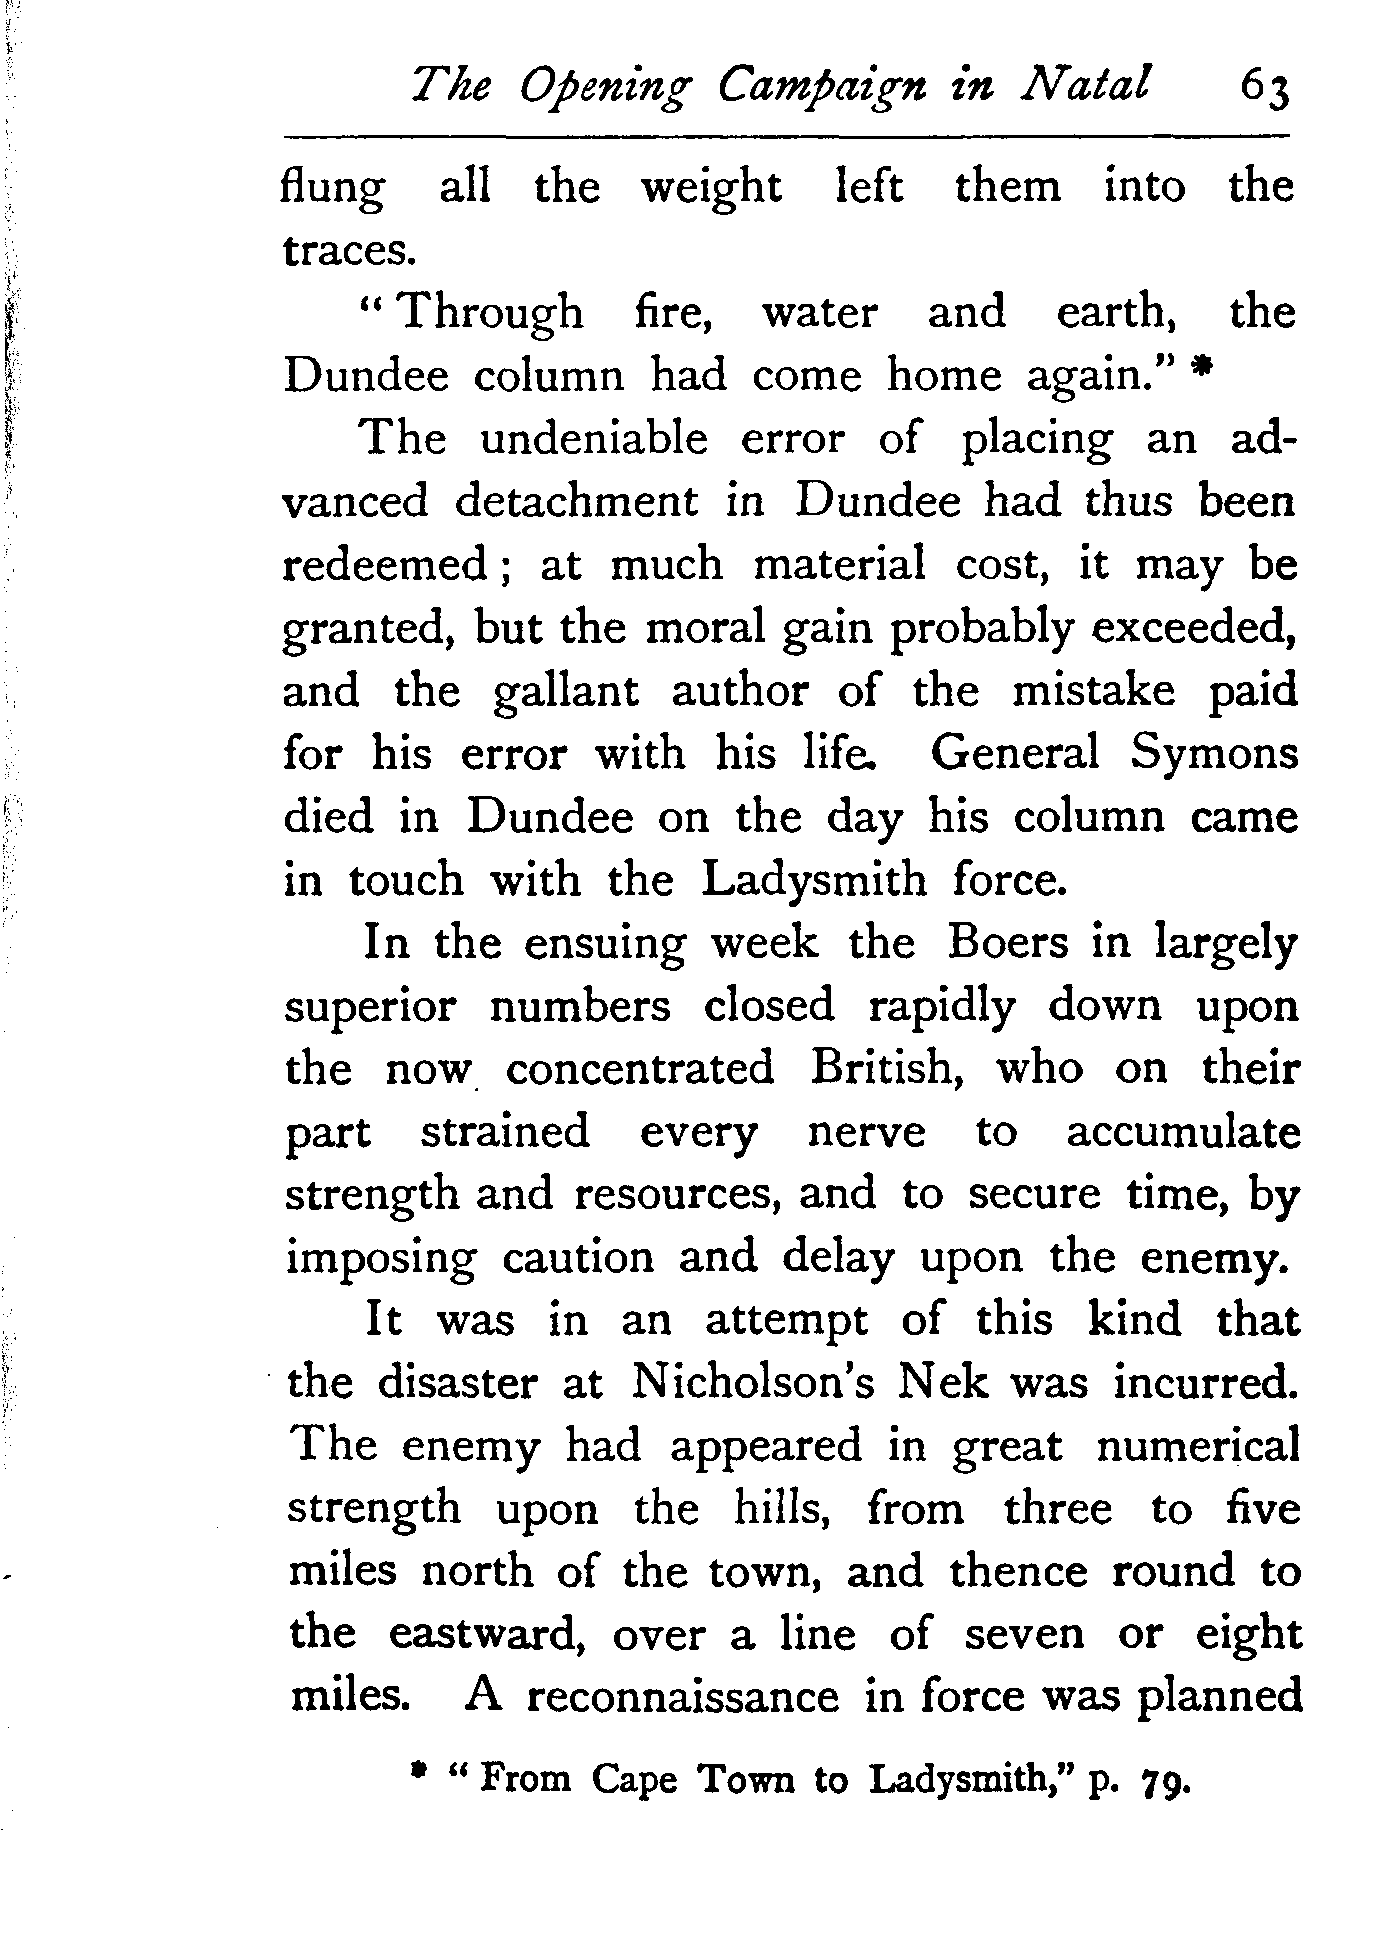 The Opening Campaign in Natal 63
flung all the weight left them into the
traces.
“ Through fire, water and earth, the
Dundee column had come home again.” *
The undeniable error of placing an ad-
vanced detachment in Dundee had thus been
redeemed ; at much material cost, it may be
granted, but the moral gain probably exceeded,
and the gallant author of the mistake paid
for his error with his life. General Symons
died in Dundee on the day his column came
in touch with the Ladysmith force.
In the ensuing week the Boers in largely
superior numbers closed rapidly down upon
the now concentrated British, who on their
part strained every nerve to accumulate
strength and resources, and to secure time, by
imposing caution and delay upon the enemy.
It was in an attempt of this kind that
the disaster at Nicholson's Nek was incurred.
The enemy had appeared in great numerical
strength upon the hills, from three to five
miles north of the town, and thence round to
the eastward, over a line of seven or eight
miles. A reconnaissance in force was planned
* “ From Cape Town to Ladysmith,” p. 79.